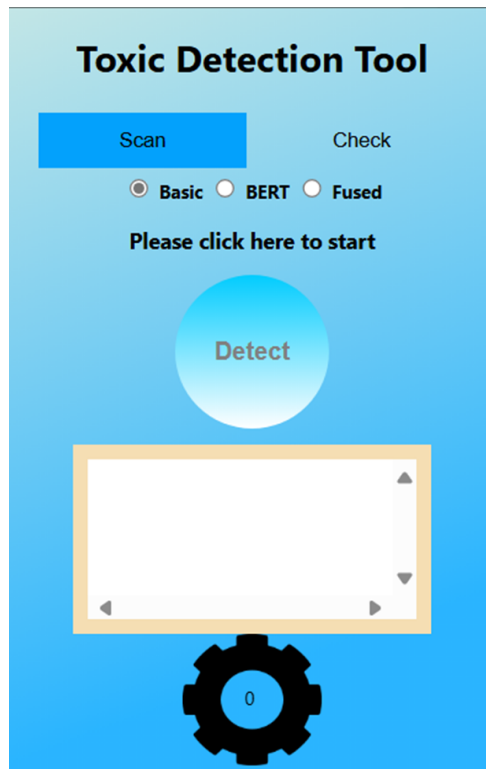 Toxic Detection Tool
Scan Check
Basic BERT Fused
Please click here to start
Detect
0